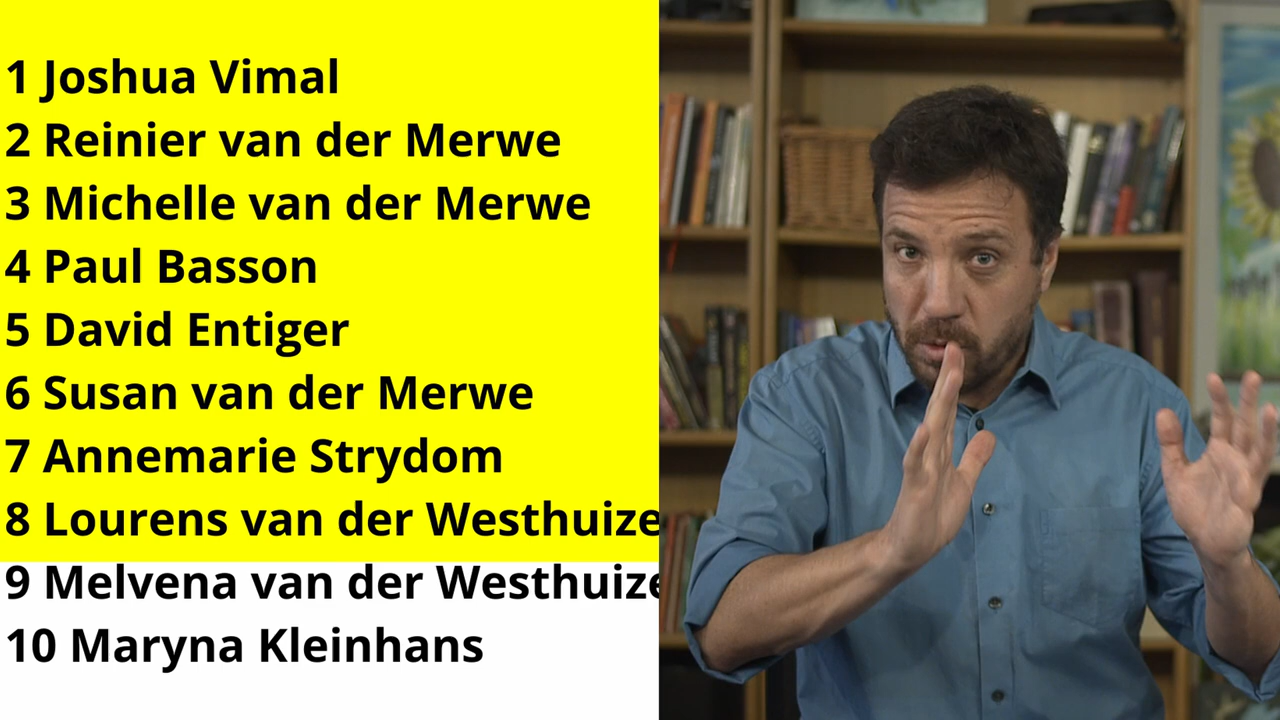 1 Joshua Vimal
2 Reinier van der Merwe
3 Michelle van der Merwe
4 Paul Basson
5 David Entiger
6 Susan van der Merwe
7 Annemarie Strydom
8 Lourens van der Westhuize
9 Melvena van der Westhuize
10 Maryna Kleinhans